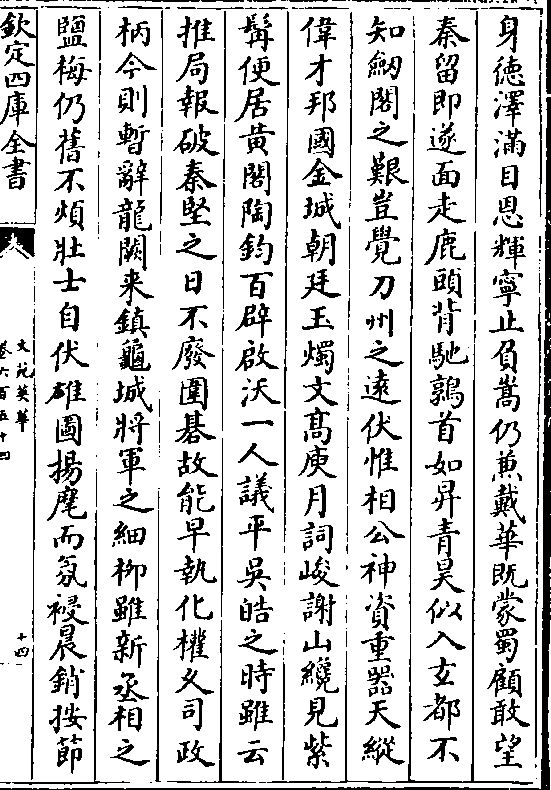 身德澤滿目恩輝寧止負嵩仍兼戴華既蒙蜀顧敢望
秦留即遂面走鹿頭背馳鶉首如昇青昊似入玄都不
知劒閣之艱豈覺刀州之遠伏惟相公神資重器天縱
偉才邦國金城朝廷玉燭文髙庾月詞峻謝山纔見紫
髯便居黄閣陶鈞百辟啟沃一人議平吳皓之時雖云
推局報破秦堅之日不廢圍碁故能早執化權乂司政
柄今則暫辭龍闕来鎮龜城將軍之細栁雖新丞相之
鹽梅仍舊不煩壯士自伏雄圖揚麾而氛祲晨銷按節
欽定四庫全書
文苑英華
卷六百五十四
十四